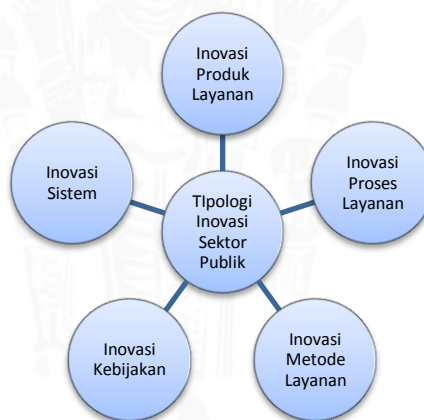 Inovasi
Produk
Layanan
Inovasi
Proses
Layanan
Inovasi
Metode
Layanan
Inovasi
Kebijakan
Inovasi
Sistem
TIpologi
Inovasi
Sektor
Publik